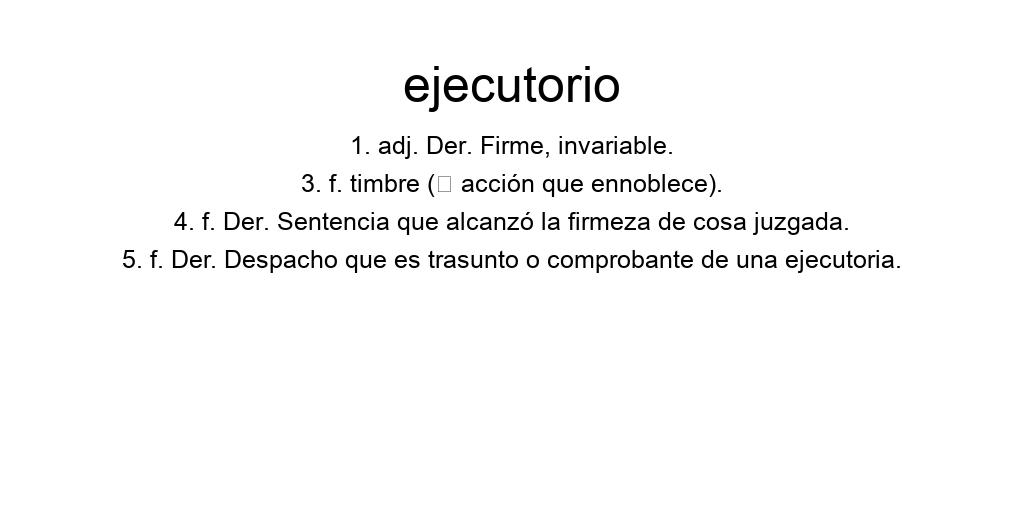 ejecutorio
1. adj. Der. Firme, invariable.
3. f. timbre (□ acción que ennoblece).
4. f. Der. Sentencia que alcanzó la firmeza de cosa juzgada.
5. f. Der. Despacho que es trasunto o comprobante de una ejecutoria.